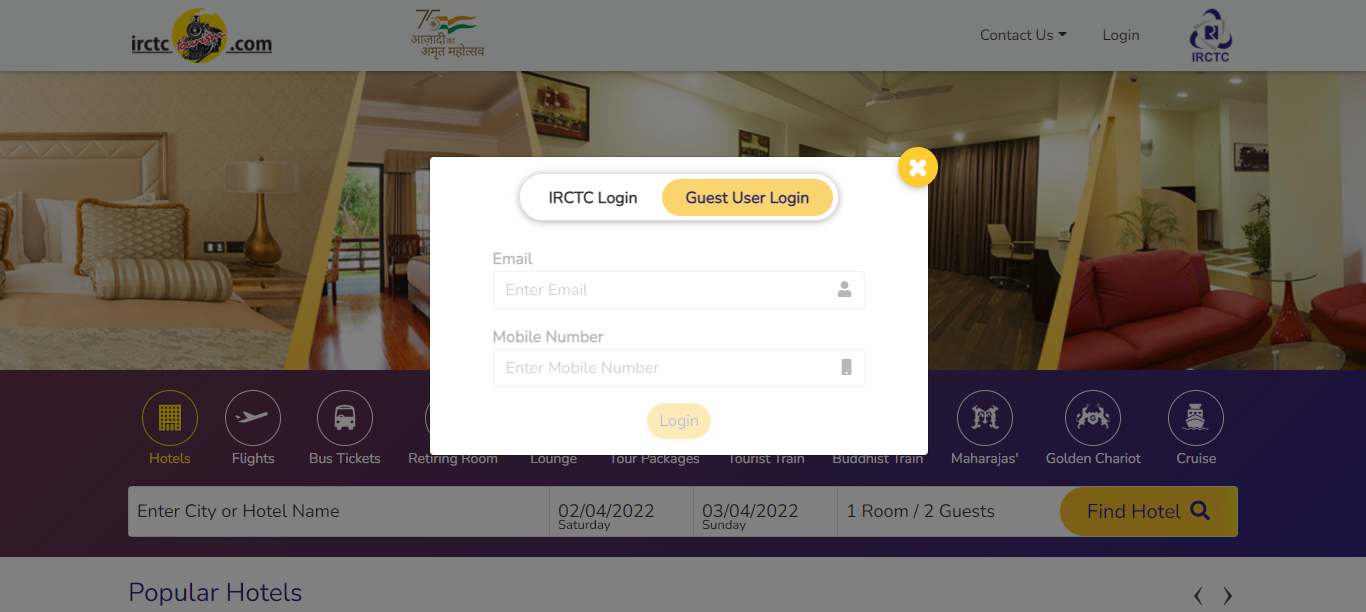 irctc tourism .com
75
आज़ादी का
अमृत महोत्सव
Contact Us
Login
IRCTC
IRCTC Login
Guest User Login
Email
Enter Email
Mobile Number
Enter Mobile Number
Login
Hotels
Flights
Bus Tickets
Retiring Room
Lounge
Tour Packages
Tourist Train
Buddhist Train
Maharajas'
Golden Chariot
Cruise
Enter City or Hotel Name
02/04/2022
Saturday
03/04/2022
Sunday
1 Room / 2 Guests
Find Hotel
Popular Hotels